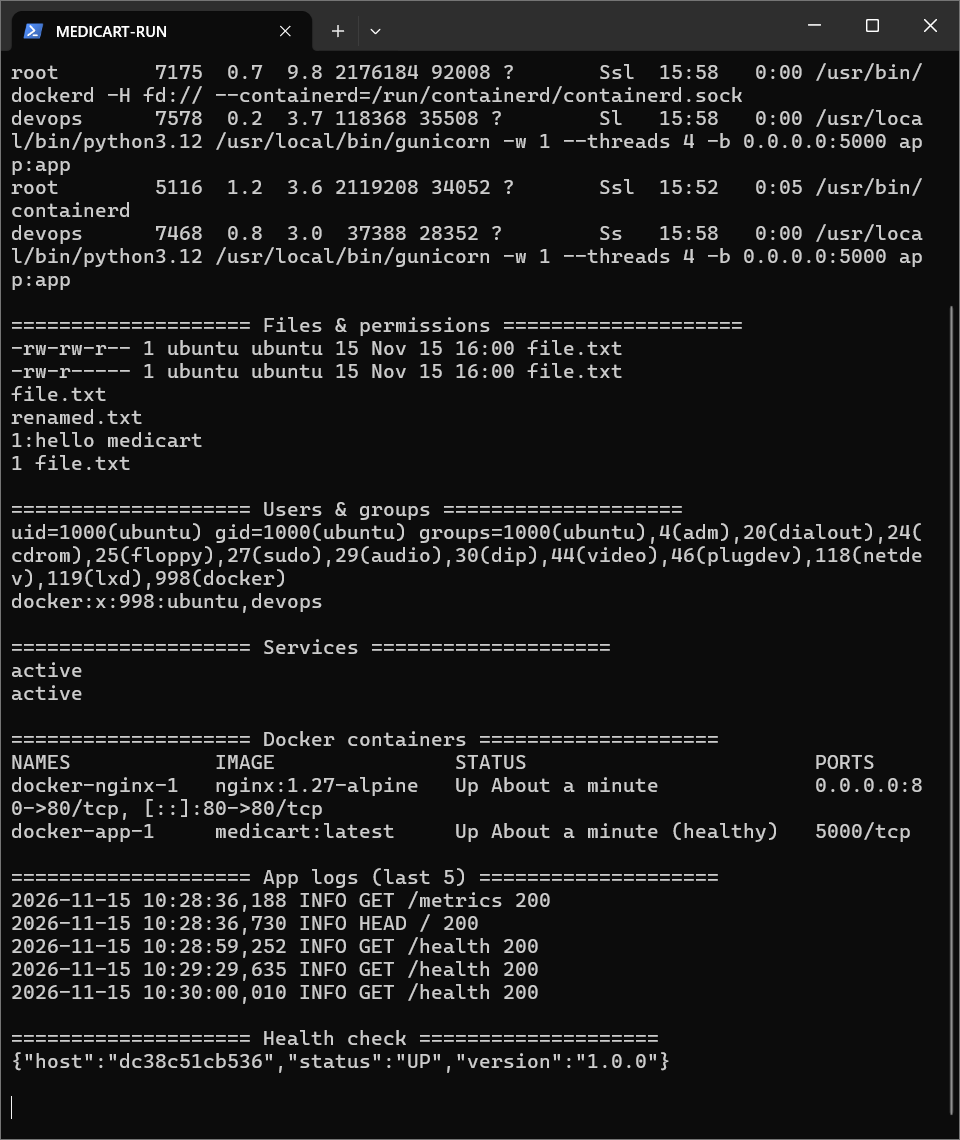 MEDICART-RUN
root        7175  0.7  9.8 2176184 92008 ?       Ssl  15:58   0:00 /usr/bin/
dockerd -H fd:// --containerd=/run/containerd/containerd.sock
devops      7578  0.2  3.7 118368 35508 ?        Sl   15:58   0:00 /usr/loca
l/bin/python3.12 /usr/local/bin/gunicorn -w 1 --threads 4 -b 0.0.0.0:5000 ap
p:app
root        5116  1.2  3.6 2119208 34052 ?       Ssl  15:52   0:05 /usr/bin/
containerd
devops      7468  0.8  3.0  37388 28352 ?        Ss   15:58   0:00 /usr/loca
l/bin/python3.12 /usr/local/bin/gunicorn -w 1 --threads 4 -b 0.0.0.0:5000 ap
p:app

==================== Files & permissions ====================
-rw-rw-r-- 1 ubuntu ubuntu 15 Nov 15 16:00 file.txt
-rw-r----- 1 ubuntu ubuntu 15 Nov 15 16:00 file.txt
file.txt
renamed.txt
1:hello medicart
1 file.txt

==================== Users & groups ====================
uid=1000(ubuntu) gid=1000(ubuntu) groups=1000(ubuntu),4(adm),20(dialout),24(
cdrom),25(floppy),27(sudo),29(audio),30(dip),44(video),46(plugdev),118(netde
v),119(lxd),998(docker)
docker:x:998:ubuntu,devops

==================== Services ====================
active
active

==================== Docker containers ====================
NAMES            IMAGE               STATUS                        PORTS
docker-nginx-1   nginx:1.27-alpine   Up About a minute             0.0.0.0:8
0->80/tcp, [::]:80->80/tcp
docker-app-1     medicart:latest     Up About a minute (healthy)   5000/tcp

==================== App logs (last 5) ====================
2026-11-15 10:28:36,188 INFO GET /metrics 200
2026-11-15 10:28:36,730 INFO HEAD / 200
2026-11-15 10:28:59,252 INFO GET /health 200
2026-11-15 10:29:29,635 INFO GET /health 200
2026-11-15 10:30:00,010 INFO GET /health 200

==================== Health check ====================
{"host":"dc38c51cb536","status":"UP","version":"1.0.0"}